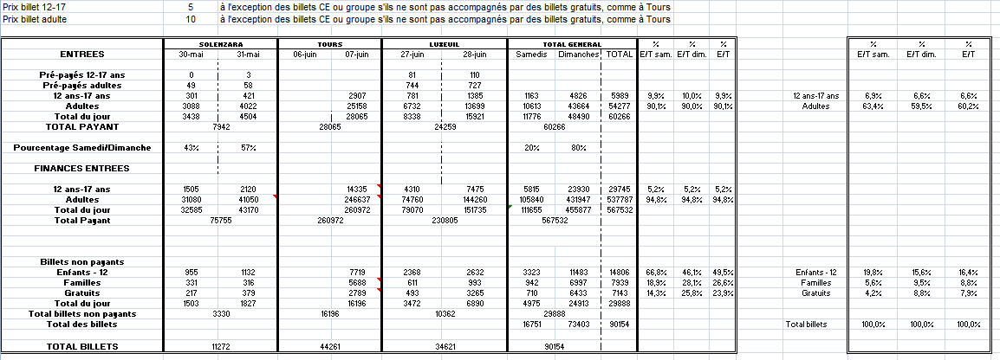 Prix billet 12-17 5 à l'exception des billets CE ou groupe s'ils ne sont pas accompagnés par des billets gratuits, comme à Tours
Prix billet adulte 10 à l'exception des billets CE ou groupe s'ils ne sont pas accompagnés par des billets gratuits, comme à Tours
SOLENZARA TOURS LUXEUIL TOTAL GENERAL % % % % % %
ENTREES 30-mai 31-mai 06-juin 07-juin 27-juin 28-juin Samedis Dimanches TOTAL E/T sam. E/T dim. E/T E/T sam. E/T dim. E/T
Pré-payés 12-17 ans 0 3 81 110
Pré-payés adultes 49 58 744 727
12 ans-17 ans 301 421 2907 781 1385 1163 4826 5989 9,9% 10,0% 9,9% 12 ans-17 ans 6,9% 6,6% 6,6%
Adultes 3088 4022 25158 6732 13699 10613 43664 54277 90,1% 90,0% 90,1% Adultes 63,4% 59,5% 60,2%
Total du jour 3438 4504 28065 8338 15921 11776 48490 60266
TOTAL PAYANT 7942 28065 24259 60266
Pourcentage Samedi/Dimanche 43% 57% 20% 80%
FINANCES ENTREES
12 ans-17 ans 1505 2120 14335 4310 7475 5815 23930 29745 5,2% 5,2% 5,2%
Adultes 31080 41050 246637 74760 144260 105840 431947 537787 94,8% 94,8% 94,8%
Total du jour 32585 43170 260972 79070 151735 111655 455877 567532
Total Payant 75755 260972 230805 567532
Billets non payants
Enfants - 12 955 1132 7719 2368 2632 3323 11483 14806 66,8% 46,1% 49,5% Enfants - 12 19,8% 15,6% 16,4%
Familles 331 316 5688 611 993 942 6997 7939 18,9% 28,1% 26,6% Familles 5,6% 9,5% 8,8%
Gratuits 217 379 2789 493 3265 710 6433 7143 14,3% 25,8% 23,9% Gratuits 4,2% 8,8% 7,9%
Total du jour 1503 1827 16196 3472 6890 4975 24913 29888
Total billets non payants 3330 16196 10362 29888
Total des billets 16751 73403 90154 Total billets 100,0% 100,0% 100,0%
TOTAL BILLETS 11272 44261 34621 90154